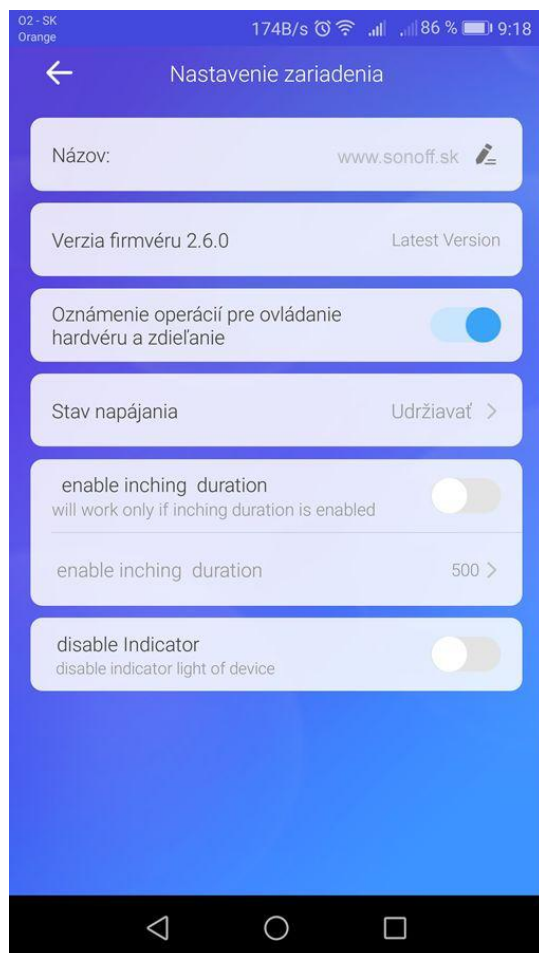 O2 - SK
Orange
174B/s 86 % 9:18
Nastavenie zariadenia
Názov: www.sonoff.sk
Verzia firmvéru 2.6.0 Latest Version
Oznámenie operácií pre ovládanie
hardvéru a zdieľanie
Stav napájania Udržiavať >
enable inching duration
will work only if inching duration is enabled
enable inching duration 500 >
disable Indicator
disable indicator light of device